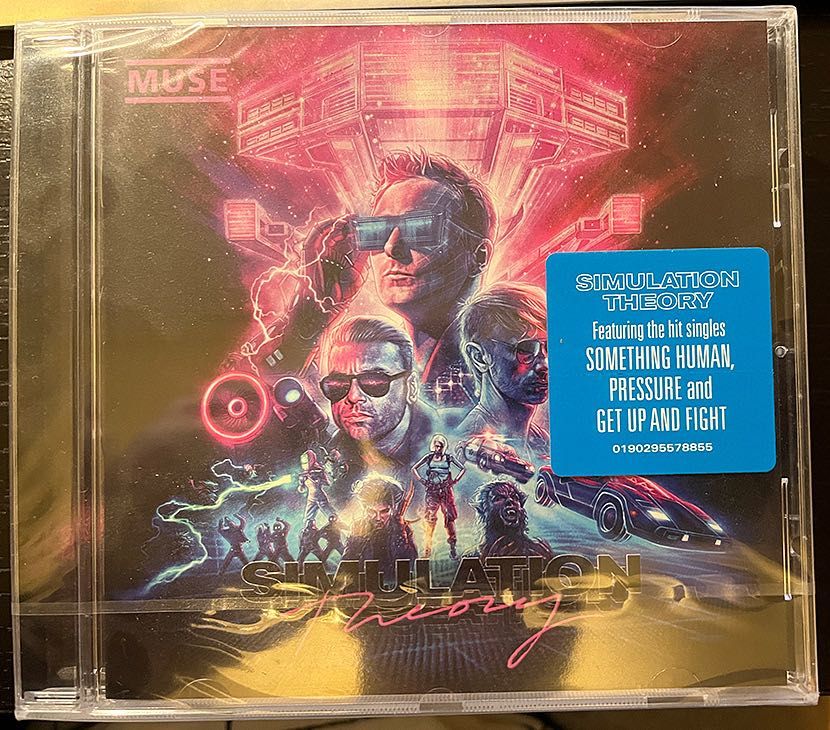 MUSE
SIMULATION
THEORY
Featuring the hit singles
SOMETHING HUMAN,
PRESSURE and
GET UP AND FIGHT
0190295578855
SIMULATION
Theory